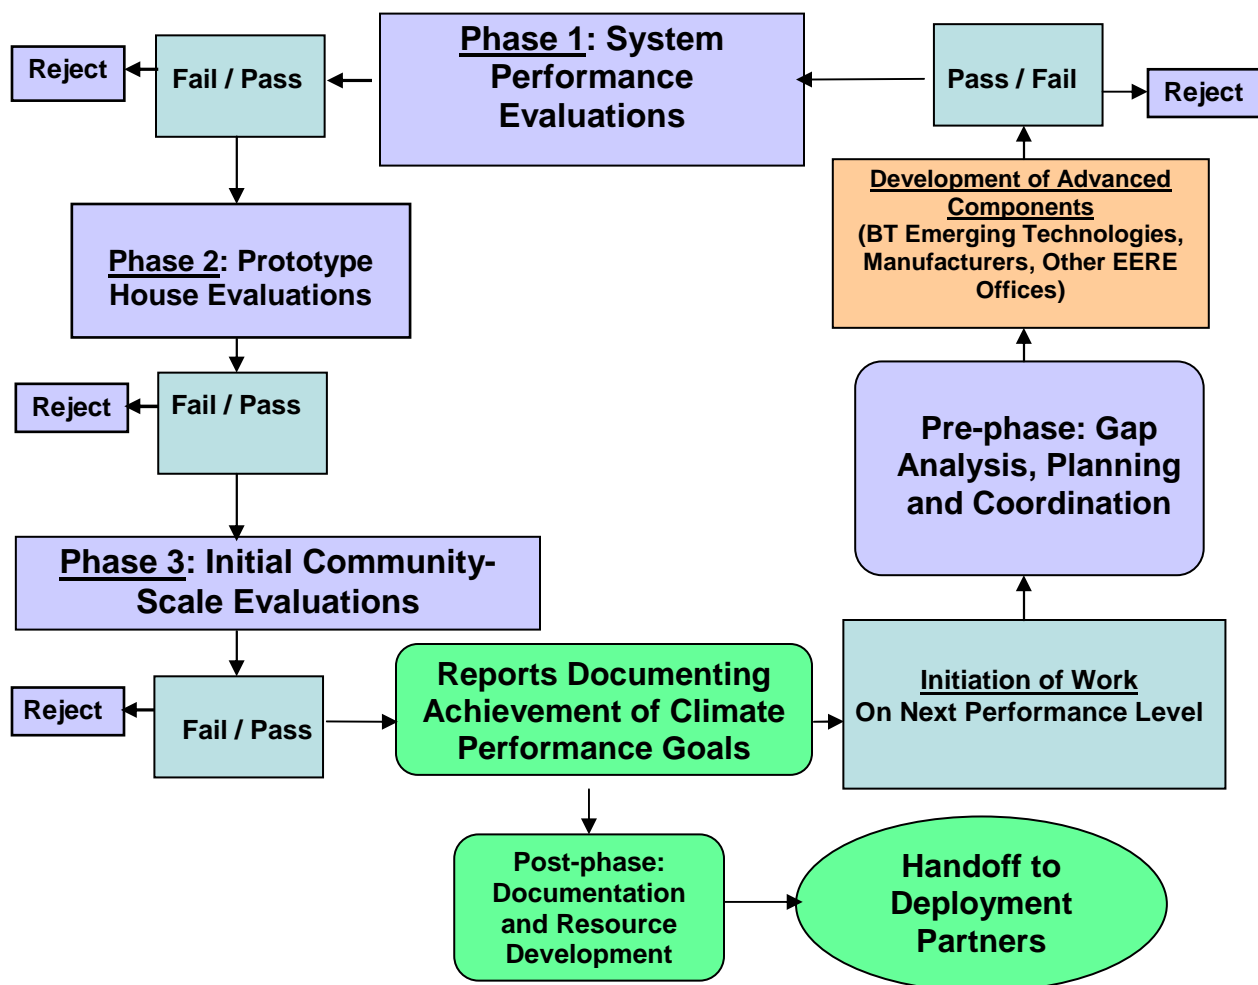 Reject
Fail / Pass
Phase 1: System
Performance
Evaluations
Pass / Fail
Reject
Development of Advanced
Components
(BT Emerging Technologies,
Manufacturers, Other EERE
Offices)
Phase 2: Prototype
House Evaluations
Reject
Fail / Pass
Pre-phase: Gap
Analysis, Planning
and Coordination
Phase 3: Initial Community-
Scale Evaluations
Reject
Fail / Pass
Reports Documenting
Achievement of Climate
Performance Goals
Initiation of Work
On Next Performance Level
Post-phase:
Documentation
and Resource
Development
Handoff to
Deployment
Partners